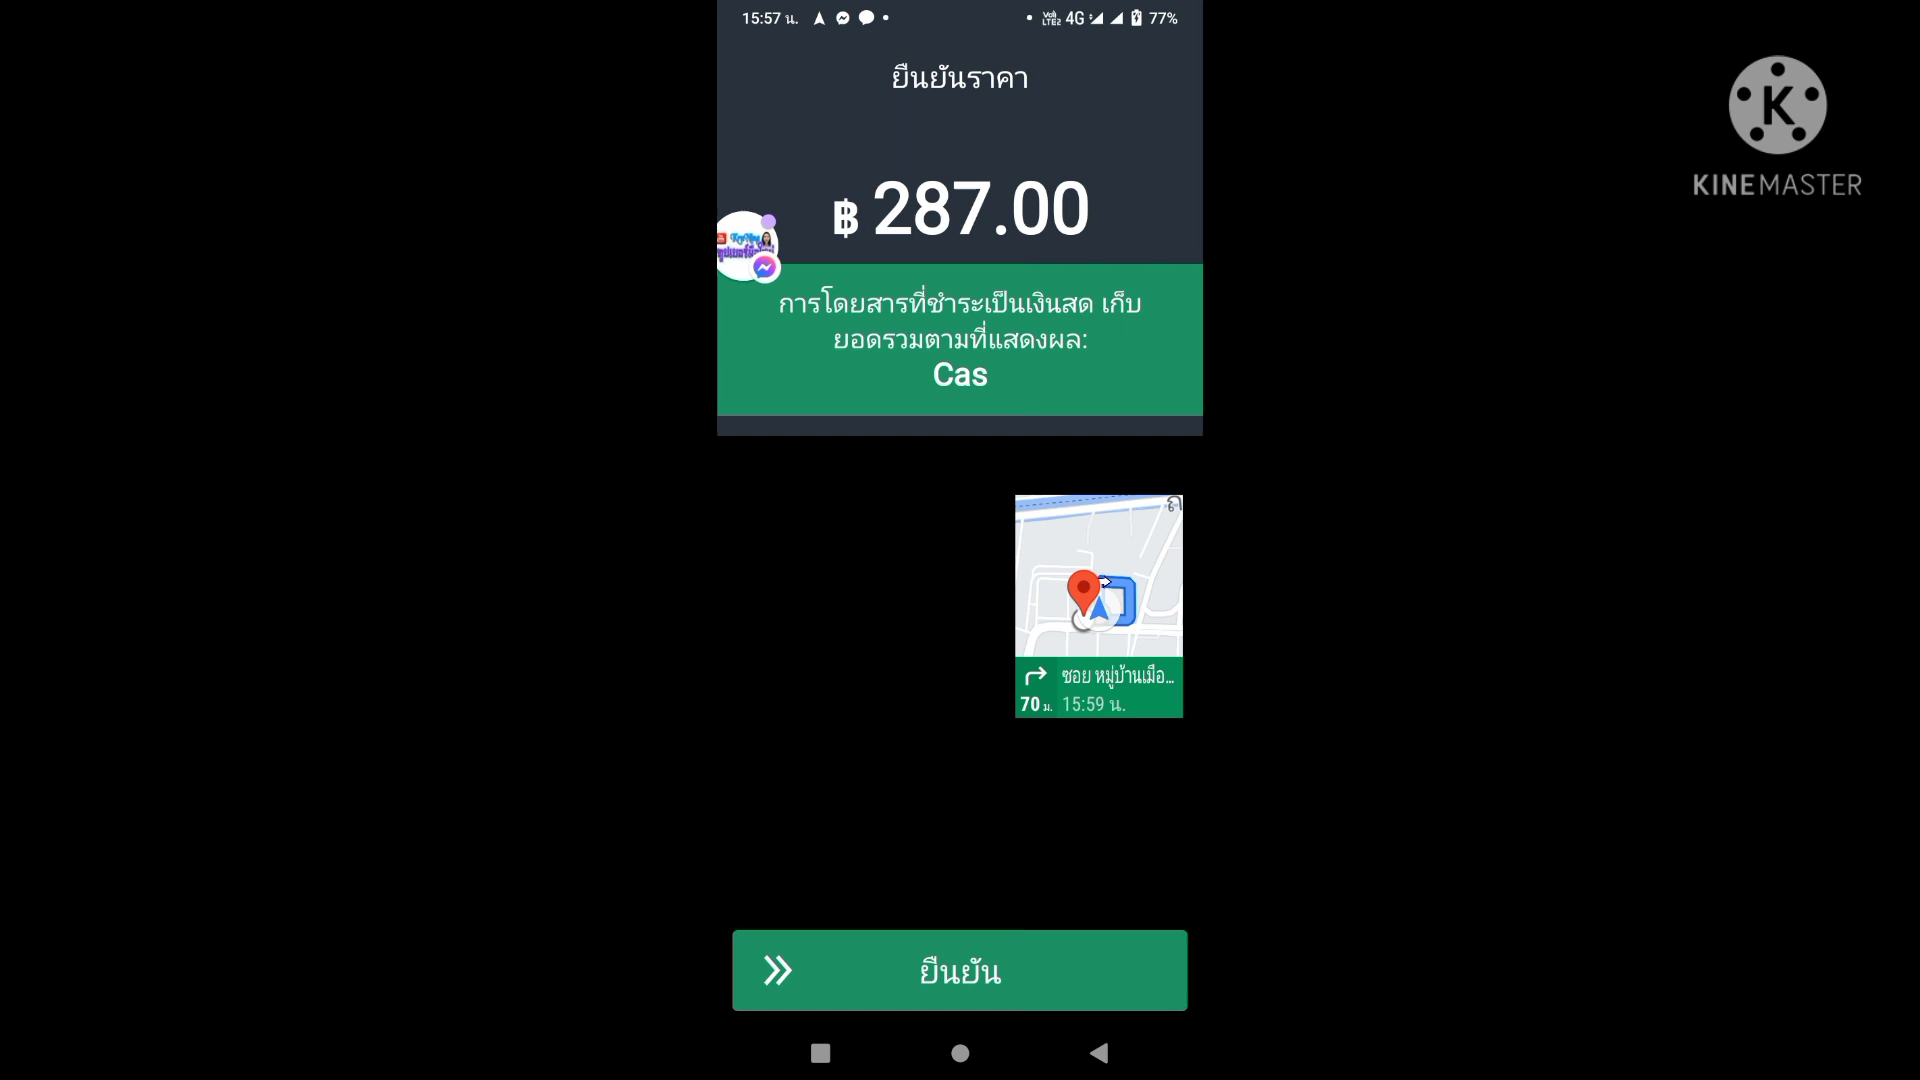 15:57 น.
VoLTE2 4G 77%
ยืนยันราคา
฿ 287.00
การโดยสารที่ชำระเป็นเงินสด เก็บ
ยอดรวมตามที่แสดงผล:
Cas
ซอย หมู่บ้านเมือ...
70 ม. 15:59 น.
ยืนยัน
K
KINEMASTER